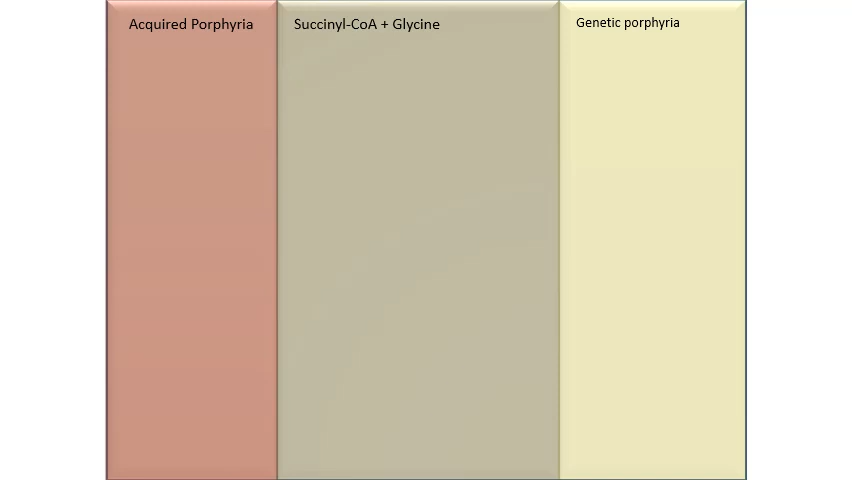 Acquired Porphyria
Succinyl-CoA + Glycine
Genetic porphyria